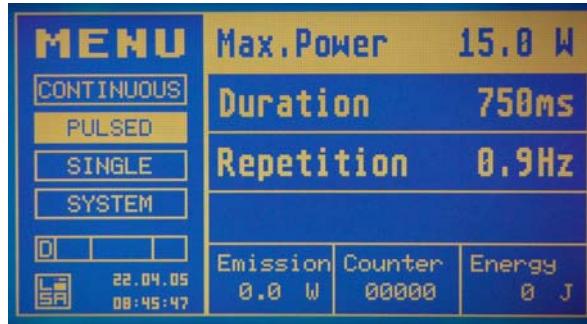 MENU
CONTINUOUS
PULSED
SINGLE
SYSTEM
D
LiSA
22.04.05
08:45:47
Max.Power 15.0 W
Duration 750ms
Repetition 0.9Hz
Emission Counter Energy
0.0 W 00000 0 J